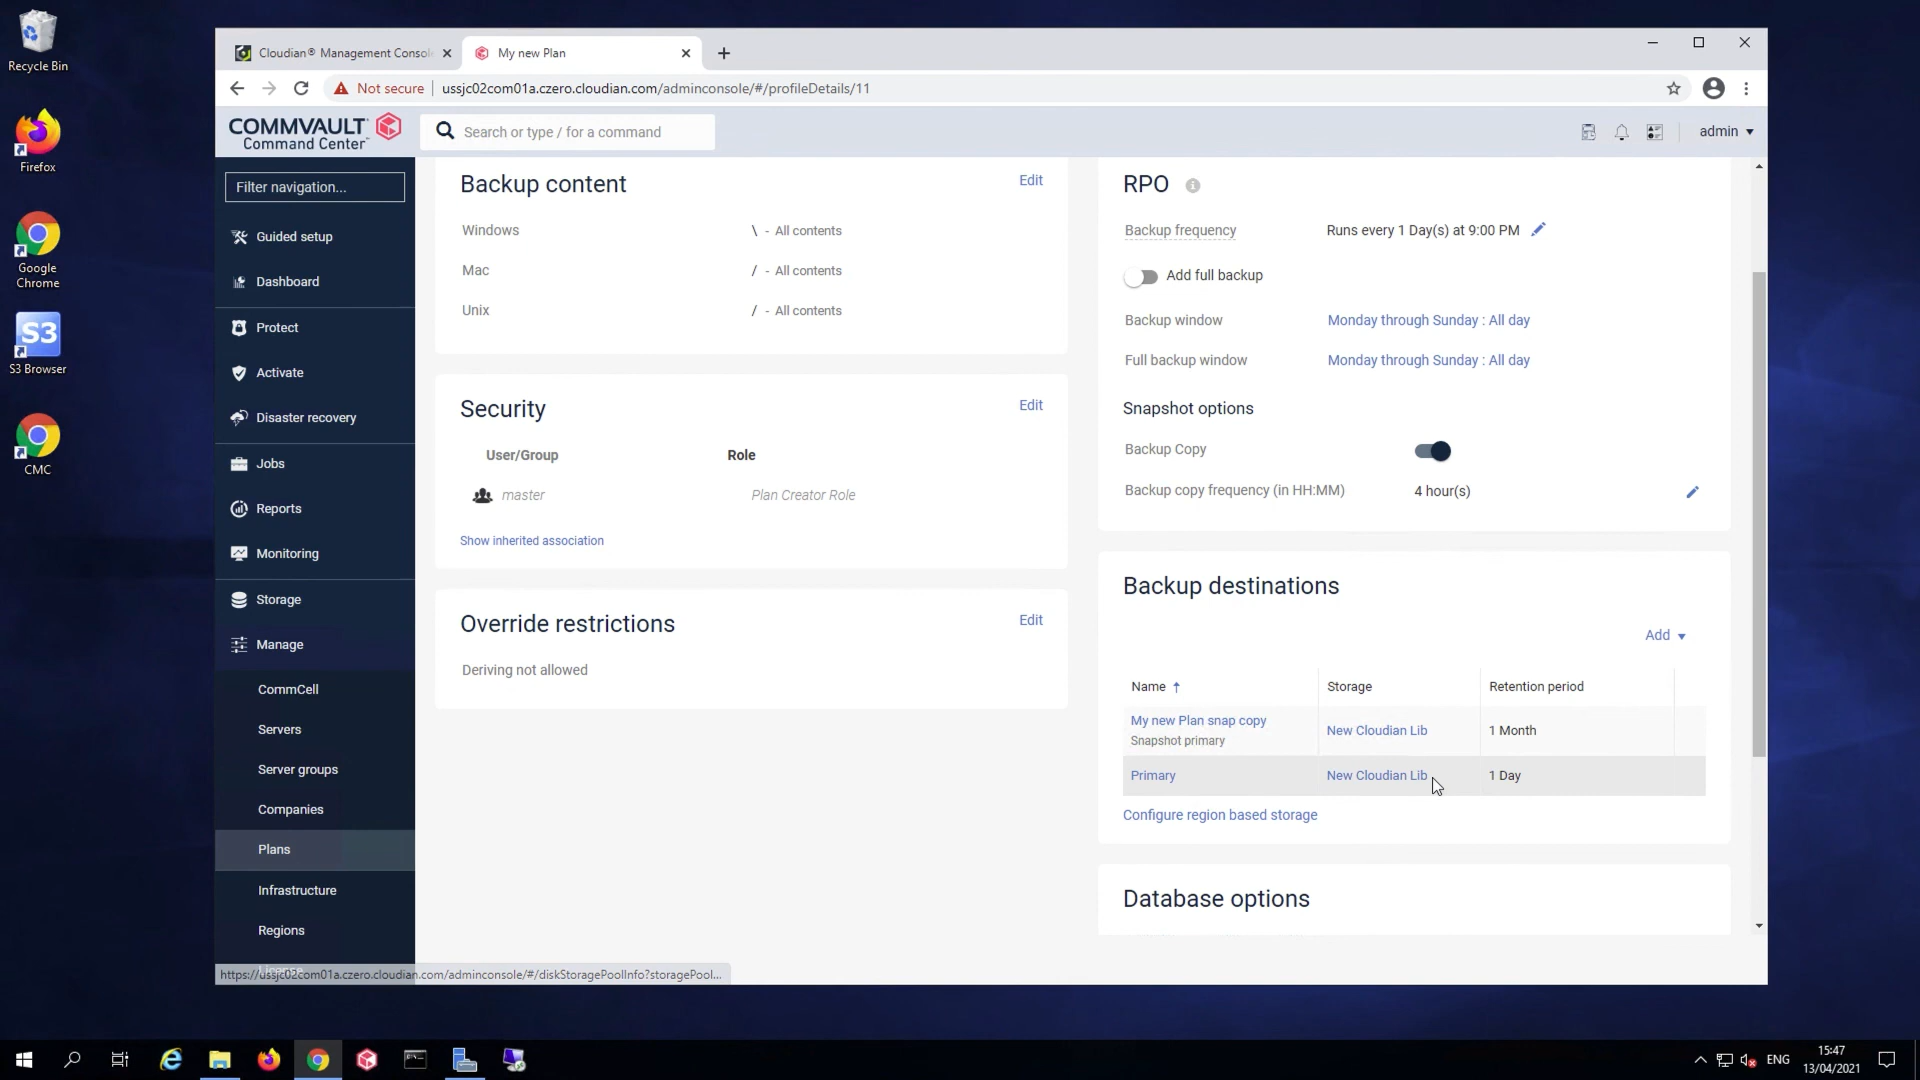 Recycle Bin
Firefox
Google
Chrome
S3
S3 Browser
CMC
Cloudian® Management Consol
My new Plan
Not secure
ussjc02com01a.czero.cloudian.com/adminconsole/#/profileDetails/11
COMMVAULT
Command Center™
Search or type / for a command
admin
Filter navigation...
Guided setup
Dashboard
Protect
Activate
Disaster recovery
Jobs
Reports
Monitoring
Storage
Manage
CommCell
Servers
Server groups
Companies
Plans
Infrastructure
Regions
License
Backup content
Edit
Windows
\ - All contents
Mac
/ - All contents
Unix
/ - All contents
Security
Edit
User/Group
Role
master
Plan Creator Role
Show inherited association
Override restrictions
Edit
Deriving not allowed
RPO
Backup frequency
Runs every 1 Day(s) at 9:00 PM
Add full backup
Backup window
Monday through Sunday : All day
Full backup window
Monday through Sunday : All day
Snapshot options
Backup Copy
Backup copy frequency (in HH:MM)
4 hour(s)
Backup destinations
Add
Name
Storage
Retention period
My new Plan snap copy
Snapshot primary
New Cloudian Lib
1 Month
Primary
New Cloudian Lib
1 Day
Configure region based storage
Database options
https://ussjc02com01a.czero.cloudian.com/adminconsole/#/diskStoragePoolInfo?storagePool...
ENG
15:47
13/04/2021